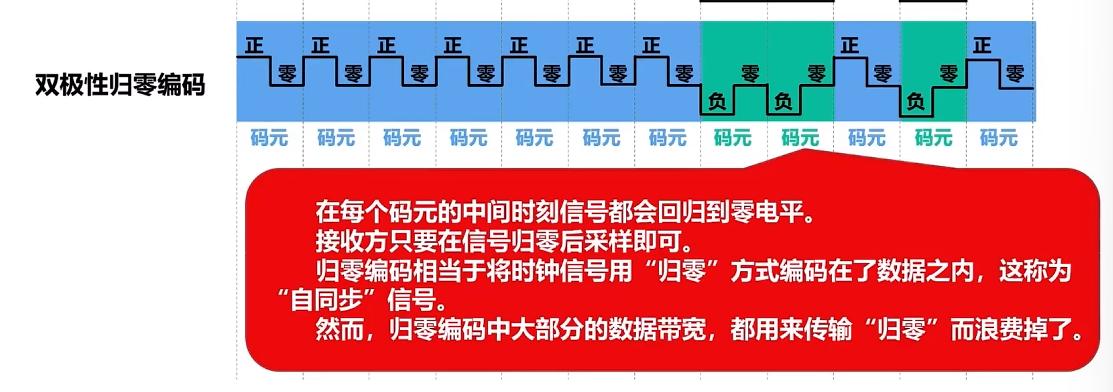 正 正 正 正 正 正 正 正 正
双极性归零编码
零 零 零 零 零 零 零 零 零 零 零 零
负 负 负
码元 码元 码元 码元 码元 码元 码元 码元 码元 码元 码元 码元
在每个码元的中间时刻信号都会回归到零电平。
接收方只要在信号归零后采样即可。
归零编码相当于将时钟信号用“归零”方式编码在了数据之内，这称为
“自同步”信号。
然而，归零编码中大部分的数据带宽，都用来传输“归零”而浪费掉了。